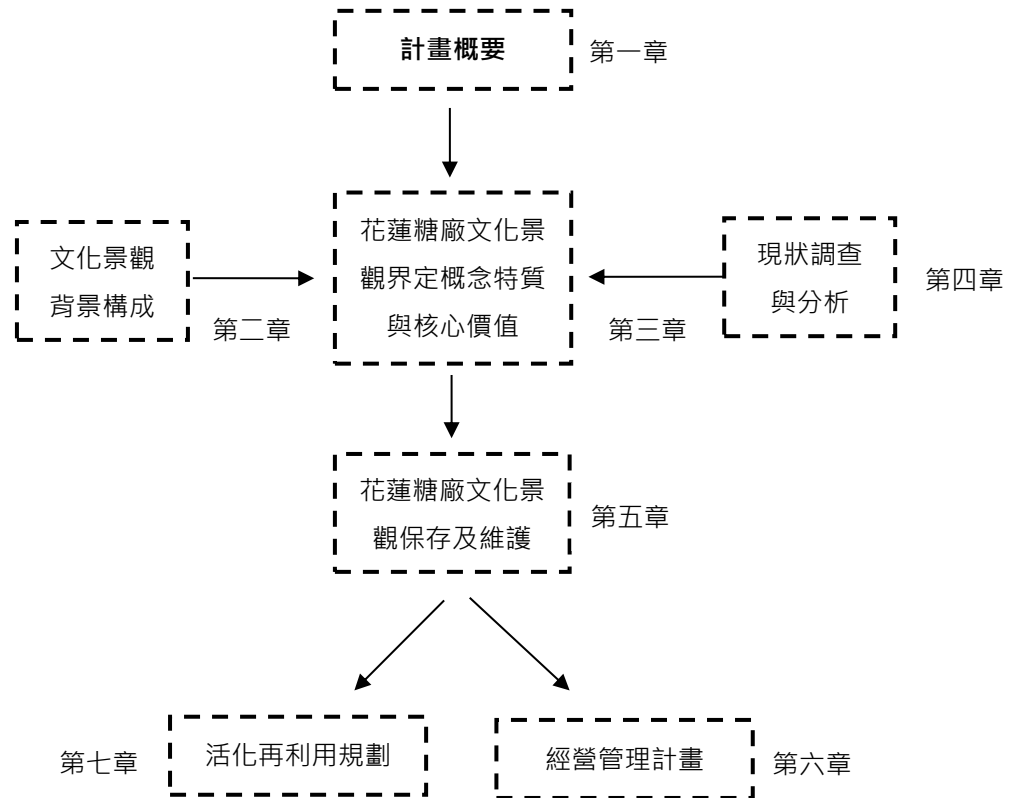 計畫概要
第一章
花蓮糖廠文化景
觀界定概念特質
與核心價值
文化景觀
背景構成
第二章
第三章
現狀調查
與分析
第四章
花蓮糖廠文化景
觀保存及維護
第五章
第七章
活化再利用規劃
經營管理計畫
第六章